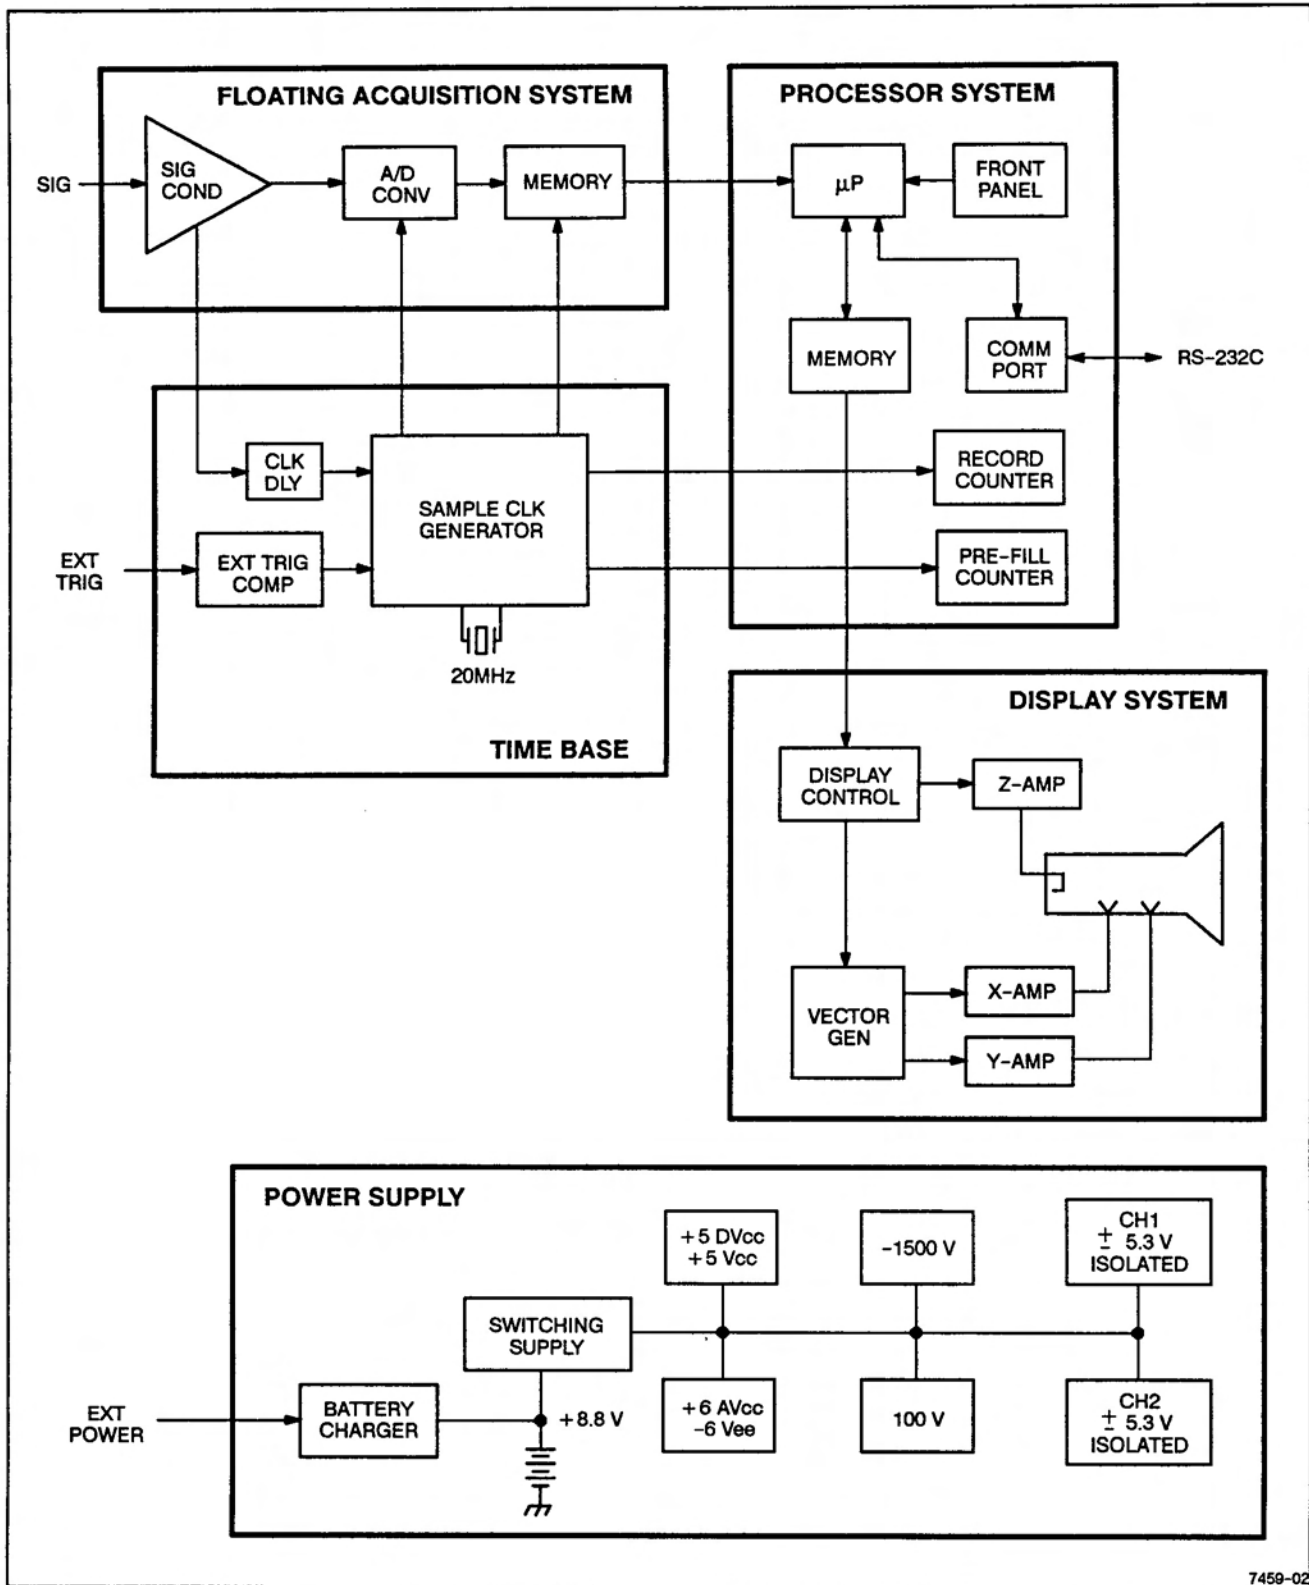 FLOATING ACQUISITION SYSTEM
SIG
SIG
COND
A/D
CONV
MEMORY
PROCESSOR SYSTEM
µP
FRONT
PANEL
MEMORY
COMM
PORT
RS-232C
RECORD
COUNTER
PRE-FILL
COUNTER
CLK
DLY
SAMPLE CLK
GENERATOR
EXT
TRIG
EXT TRIG
COMP
20MHz
TIME BASE
DISPLAY SYSTEM
DISPLAY
CONTROL
Z-AMP
VECTOR
GEN
X-AMP
Y-AMP
POWER SUPPLY
+5 DVcc
+5 Vcc
-1500 V
CH1
± 5.3 V
ISOLATED
SWITCHING
SUPPLY
EXT
POWER
BATTERY
CHARGER
+8.8 V
+6 AVcc
-6 Vee
100 V
CH2
± 5.3 V
ISOLATED
7459-02